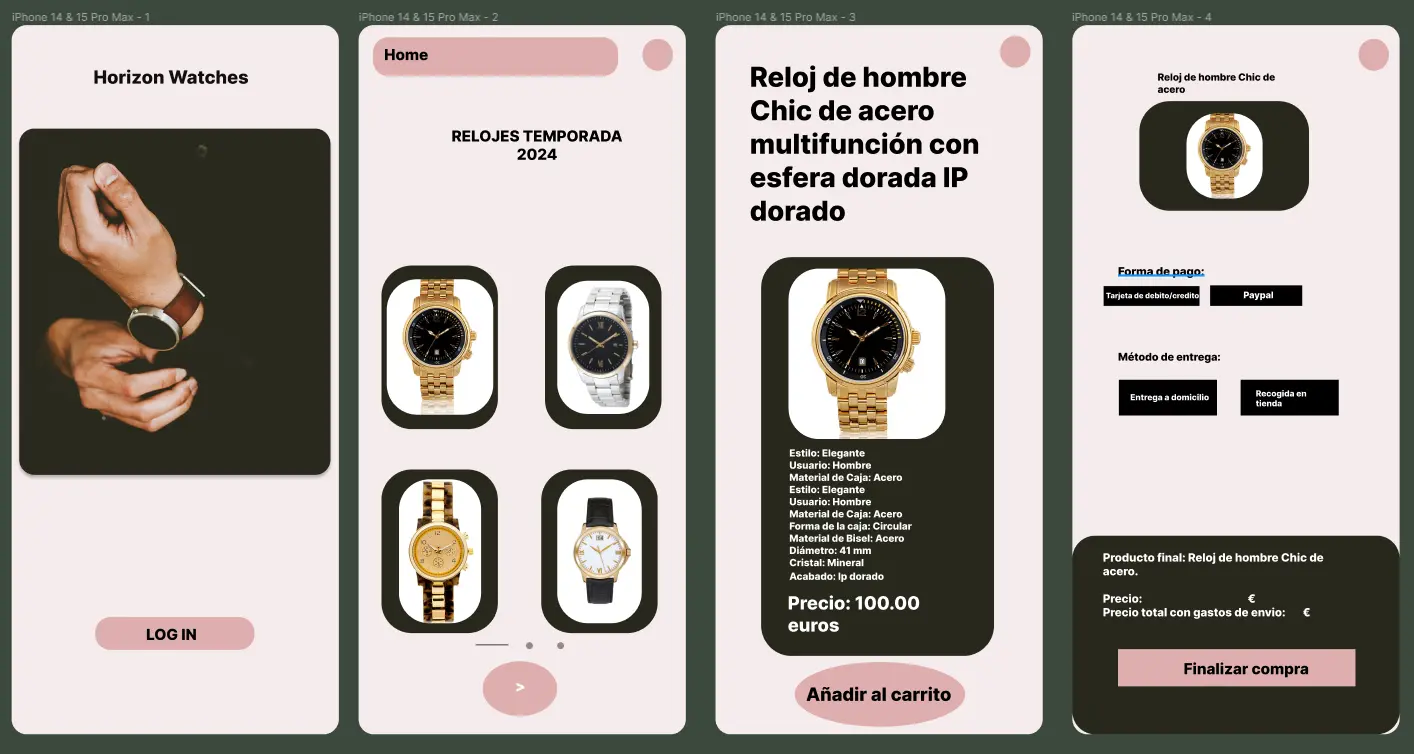 iPhone 14 & 15 Pro Max - 1
Horizon Watches
LOG IN
iPhone 14 & 15 Pro Max - 2
Home
RELOJES TEMPORADA
2024
>
iPhone 14 & 15 Pro Max - 3
Reloj de hombre
Chic de acero
multifunción con
esfera dorada IP
dorado
Estilo: Elegante
Usuario: Hombre
Material de Caja: Acero
Estilo: Elegante
Usuario: Hombre
Material de Caja: Acero
Forma de la caja: Circular
Material de Bisel: Acero
Diámetro: 41 mm
Cristal: Mineral
Acabado: Ip dorado
Precio: 100.00
euros
Añadir al carrito
iPhone 14 & 15 Pro Max - 4
Reloj de hombre Chic de
acero
Forma de pago:
Tarjeta de debito/credito
Paypal
Método de entrega:
Entrega a domicilio
Recogida en
tienda
Producto final: Reloj de hombre Chic de
acero.
Precio: €
Precio total con gastos de envio: €
Finalizar compra